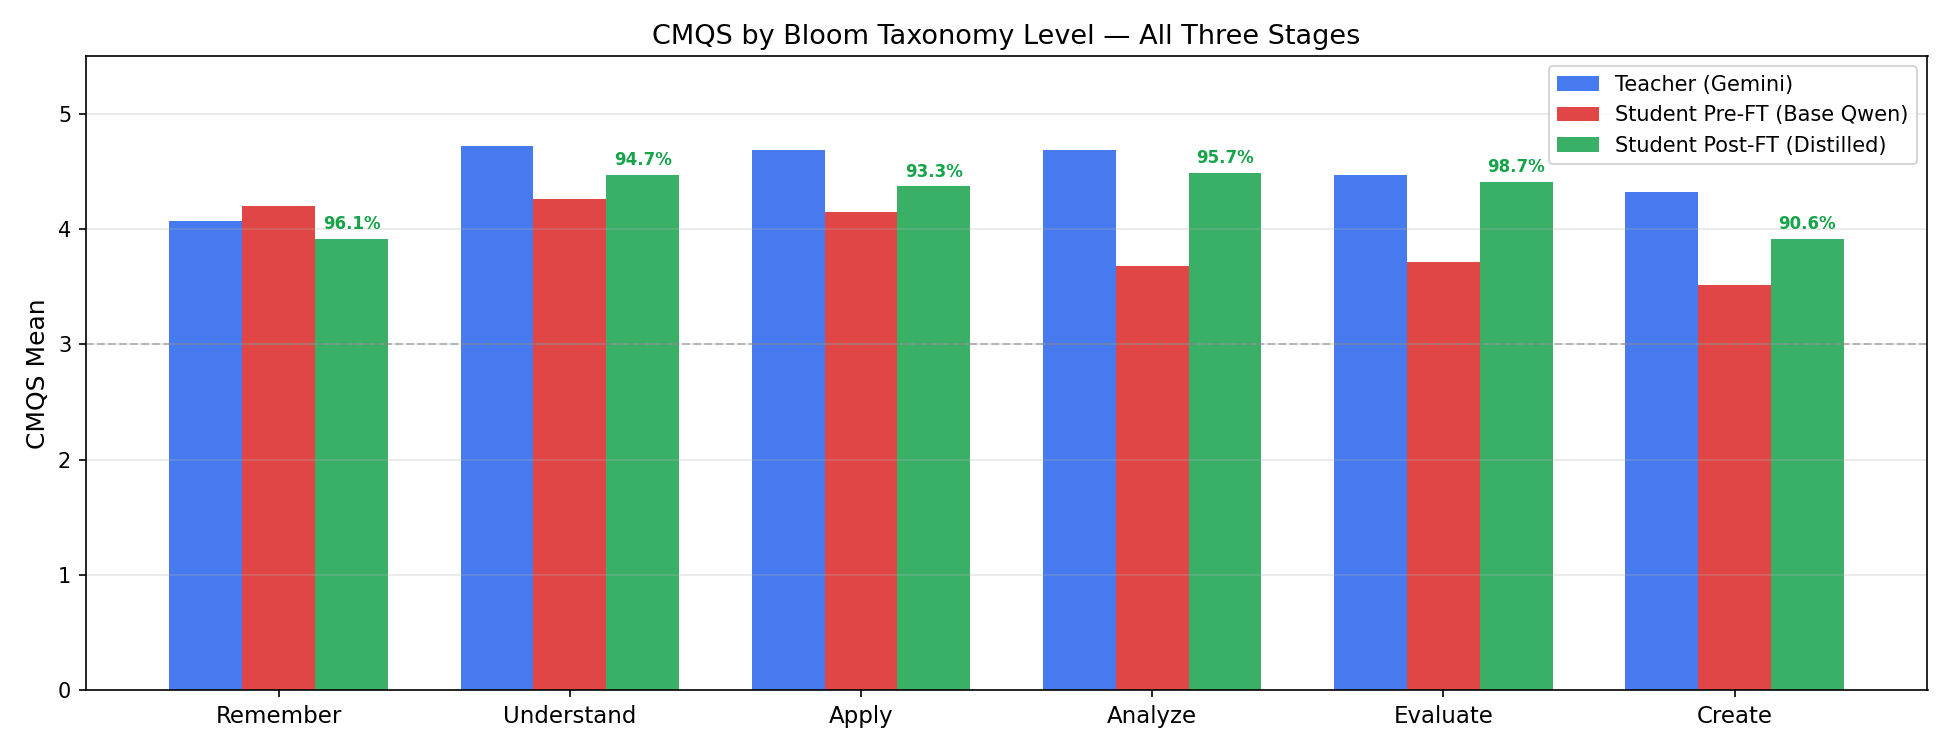 CMQS by Bloom Taxonomy Level — All Three Stages
Teacher (Gemini)
Student Pre-FT (Base Qwen)
Student Post-FT (Distilled)
CMQS Mean
5
4
3
2
1
0
96.1%
94.7%
93.3%
95.7%
98.7%
90.6%
Remember
Understand
Apply
Analyze
Evaluate
Create